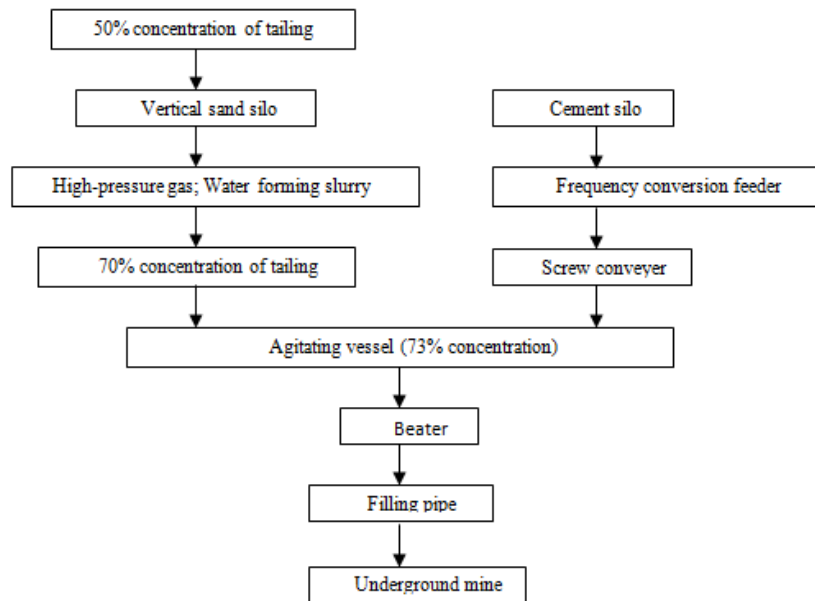 50% concentration of tailing
Vertical sand silo
Cement silo
High-pressure gas; Water forming slurry
Frequency conversion feeder
70% concentration of tailing
Screw conveyer
Agitating vessel (73% concentration)
Beater
Filling pipe
Underground mine